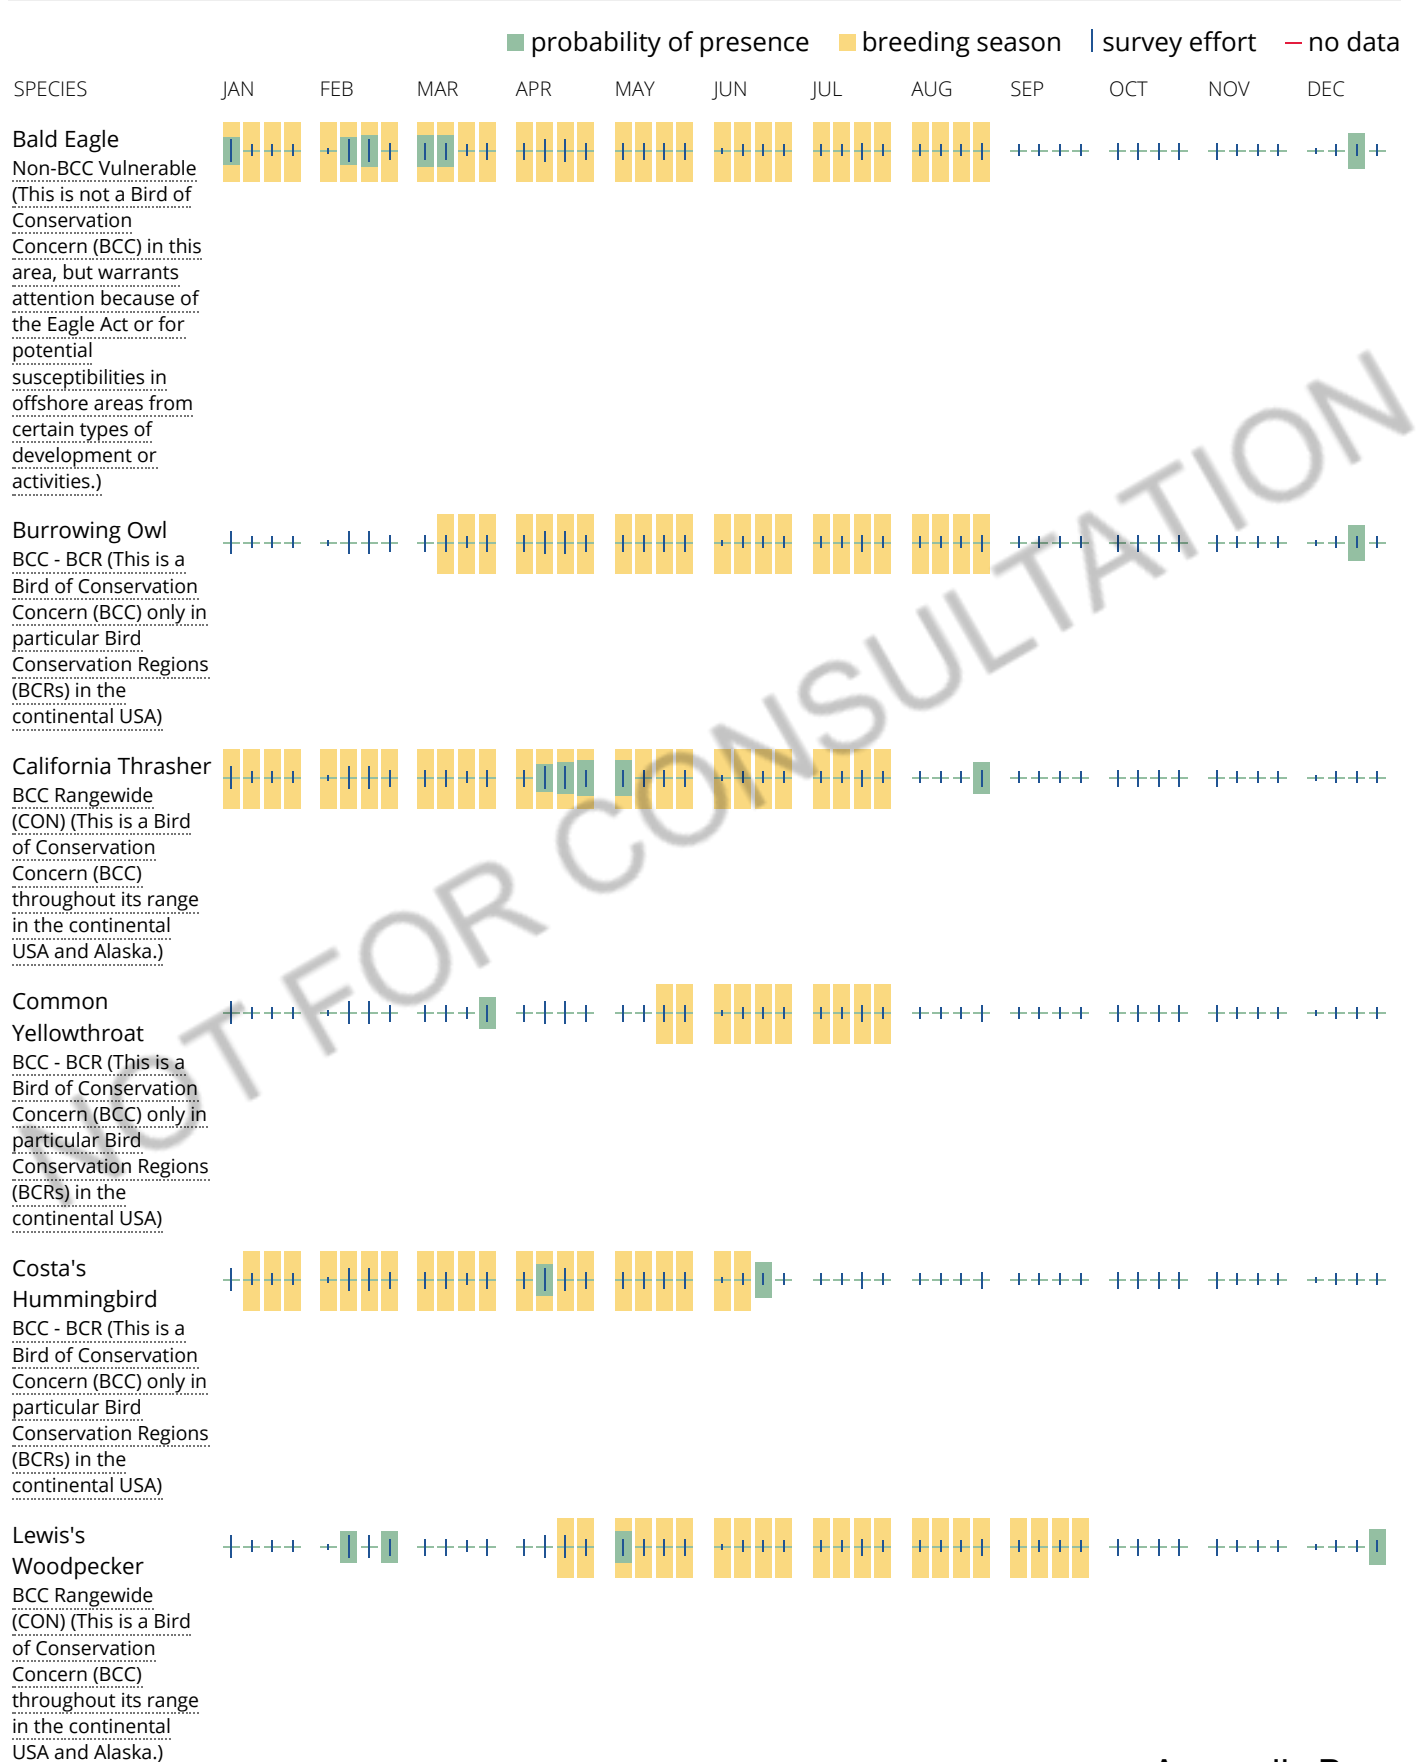 probability of presence breeding season survey effort no data
SPECIES JAN FEB MAR APR MAY JUN JUL AUG SEP OCT NOV DEC
Bald Eagle
Non-BCC Vulnerable
(This is not a Bird of
Conservation
Concern (BCC) in this
area, but warrants
attention because of
the Eagle Act or for
potential
susceptibilities in
offshore areas from
certain types of
development or
activities.)
Burrowing Owl
BCC - BCR (This is a
Bird of Conservation
Concern (BCC) only in
particular Bird
Conservation Regions
(BCRs) in the
continental USA)
California Thrasher
BCC Rangewide
(CON) (This is a Bird
of Conservation
Concern (BCC)
throughout its range
in the continental
USA and Alaska.)
Common
Yellowthroat
BCC - BCR (This is a
Bird of Conservation
Concern (BCC) only in
particular Bird
Conservation Regions
(BCRs) in the
continental USA)
Costa's
Hummingbird
BCC - BCR (This is a
Bird of Conservation
Concern (BCC) only in
particular Bird
Conservation Regions
(BCRs) in the
continental USA)
Lewis's
Woodpecker
BCC Rangewide
(CON) (This is a Bird
of Conservation
Concern (BCC)
throughout its range
in the continental
USA and Alaska.)
NOT FOR CONSULTATION